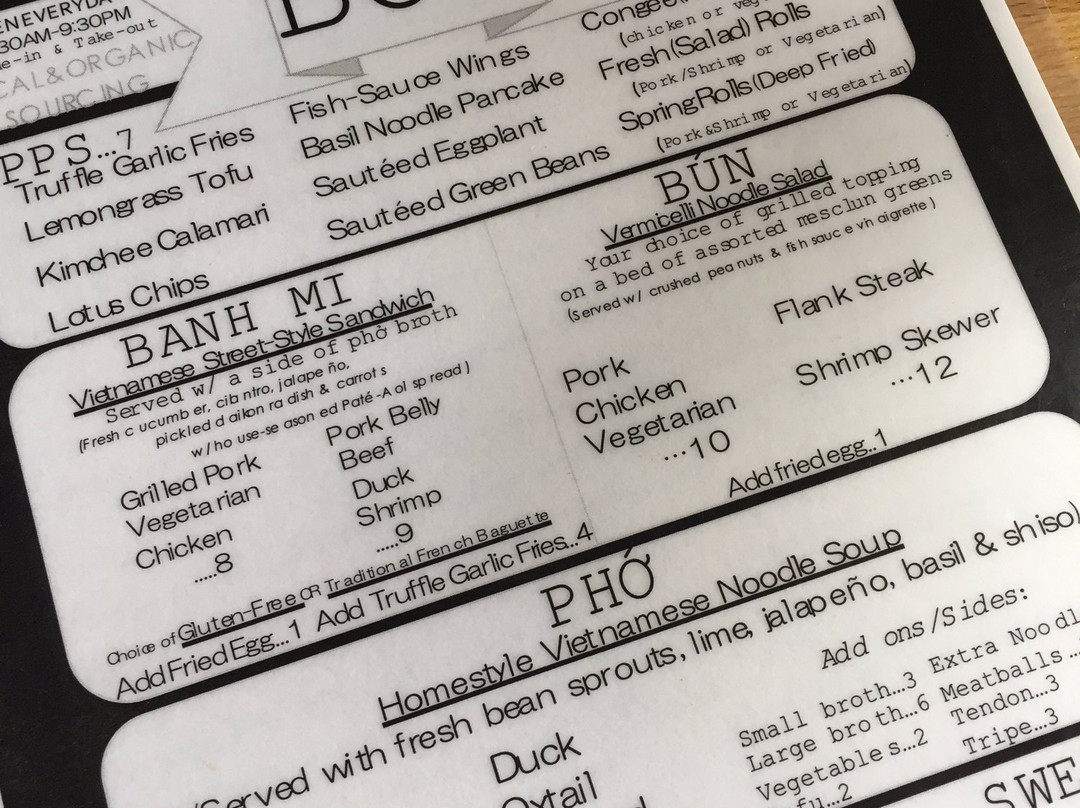 EVERYDA
30AM-9:30PM
e-in & Take-out
CAL & ORGANIC
SOURCING
PPS...7
Truffle Garlic Fries
Lemongrass Tofu
Kimchee Calamari
Lotus Chips
Fish-Sauce Wings
Basil Noodle Pancake
Sautéed Eggplant
Sautéed Green Beans
Congee
(chicken or veg
Fresh(Salad) Rolls
(Pork/Shrimp or Vegetarian)
Spring Rolls(Deep Fried)
(Pork &Shrimp or Vegetarian)
BANH MI
Vietnamese Street-Style Sandwich
Served w/ a side of phở broth
(Fresh cucumber, cilantro, jalapeño,
pickled daikon radish & carrots
w/house-seasoned Paté-Aoli spread)
Grilled Pork
Vegetarian
Chicken
.....8
Pork Belly
Beef
Duck
Shrimp
.....9
Choice of Gluten-Free OR Traditional French Baguette
Add Fried Egg...1 Add Truffle Garlic Fries..4
BÚN
Vermicelli Noodle Salad
Your choice of grilled topping
on a bed of assorted mesclun greens
(Served w/ crushed peanuts & fish sauce vinaigrette)
Pork
Chicken
Vegetarian
...10
Flank Steak
Shrimp Skewer
...12
Add fried egg..1
PHỞ
Homestyle Vietnamese Noodle Soup
(Served with fresh bean sprouts, lime, jalapeño, basil & shiso)
Duck
Oxtail
Add ons/Sides:
Small broth...3
Large broth...6
Vegetables...2
fu...2
Extra Noodl
Meatballs..
Tendon...3
Tripe...3
SWE